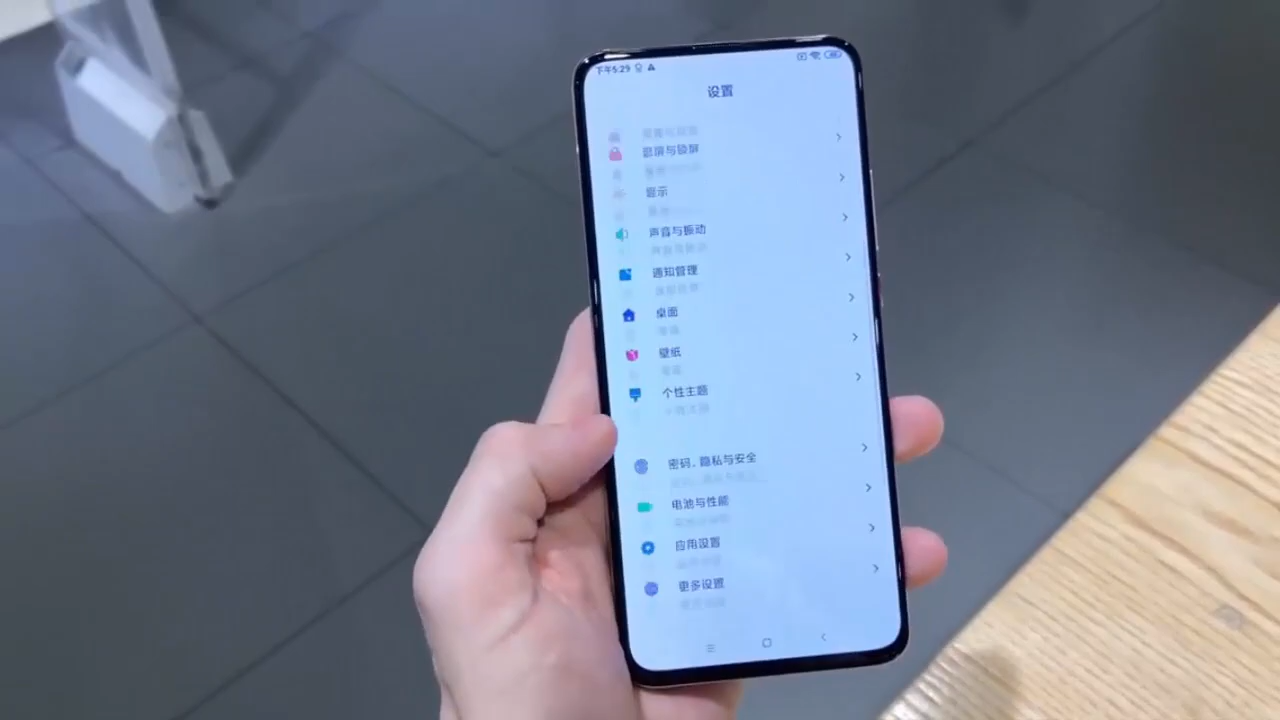 下午5:29
设置
息屏与锁屏
显示
声音与振动
通知管理
桌面
壁纸
个性主题
密码、隐私与安全
电池与性能
应用设置
更多设置